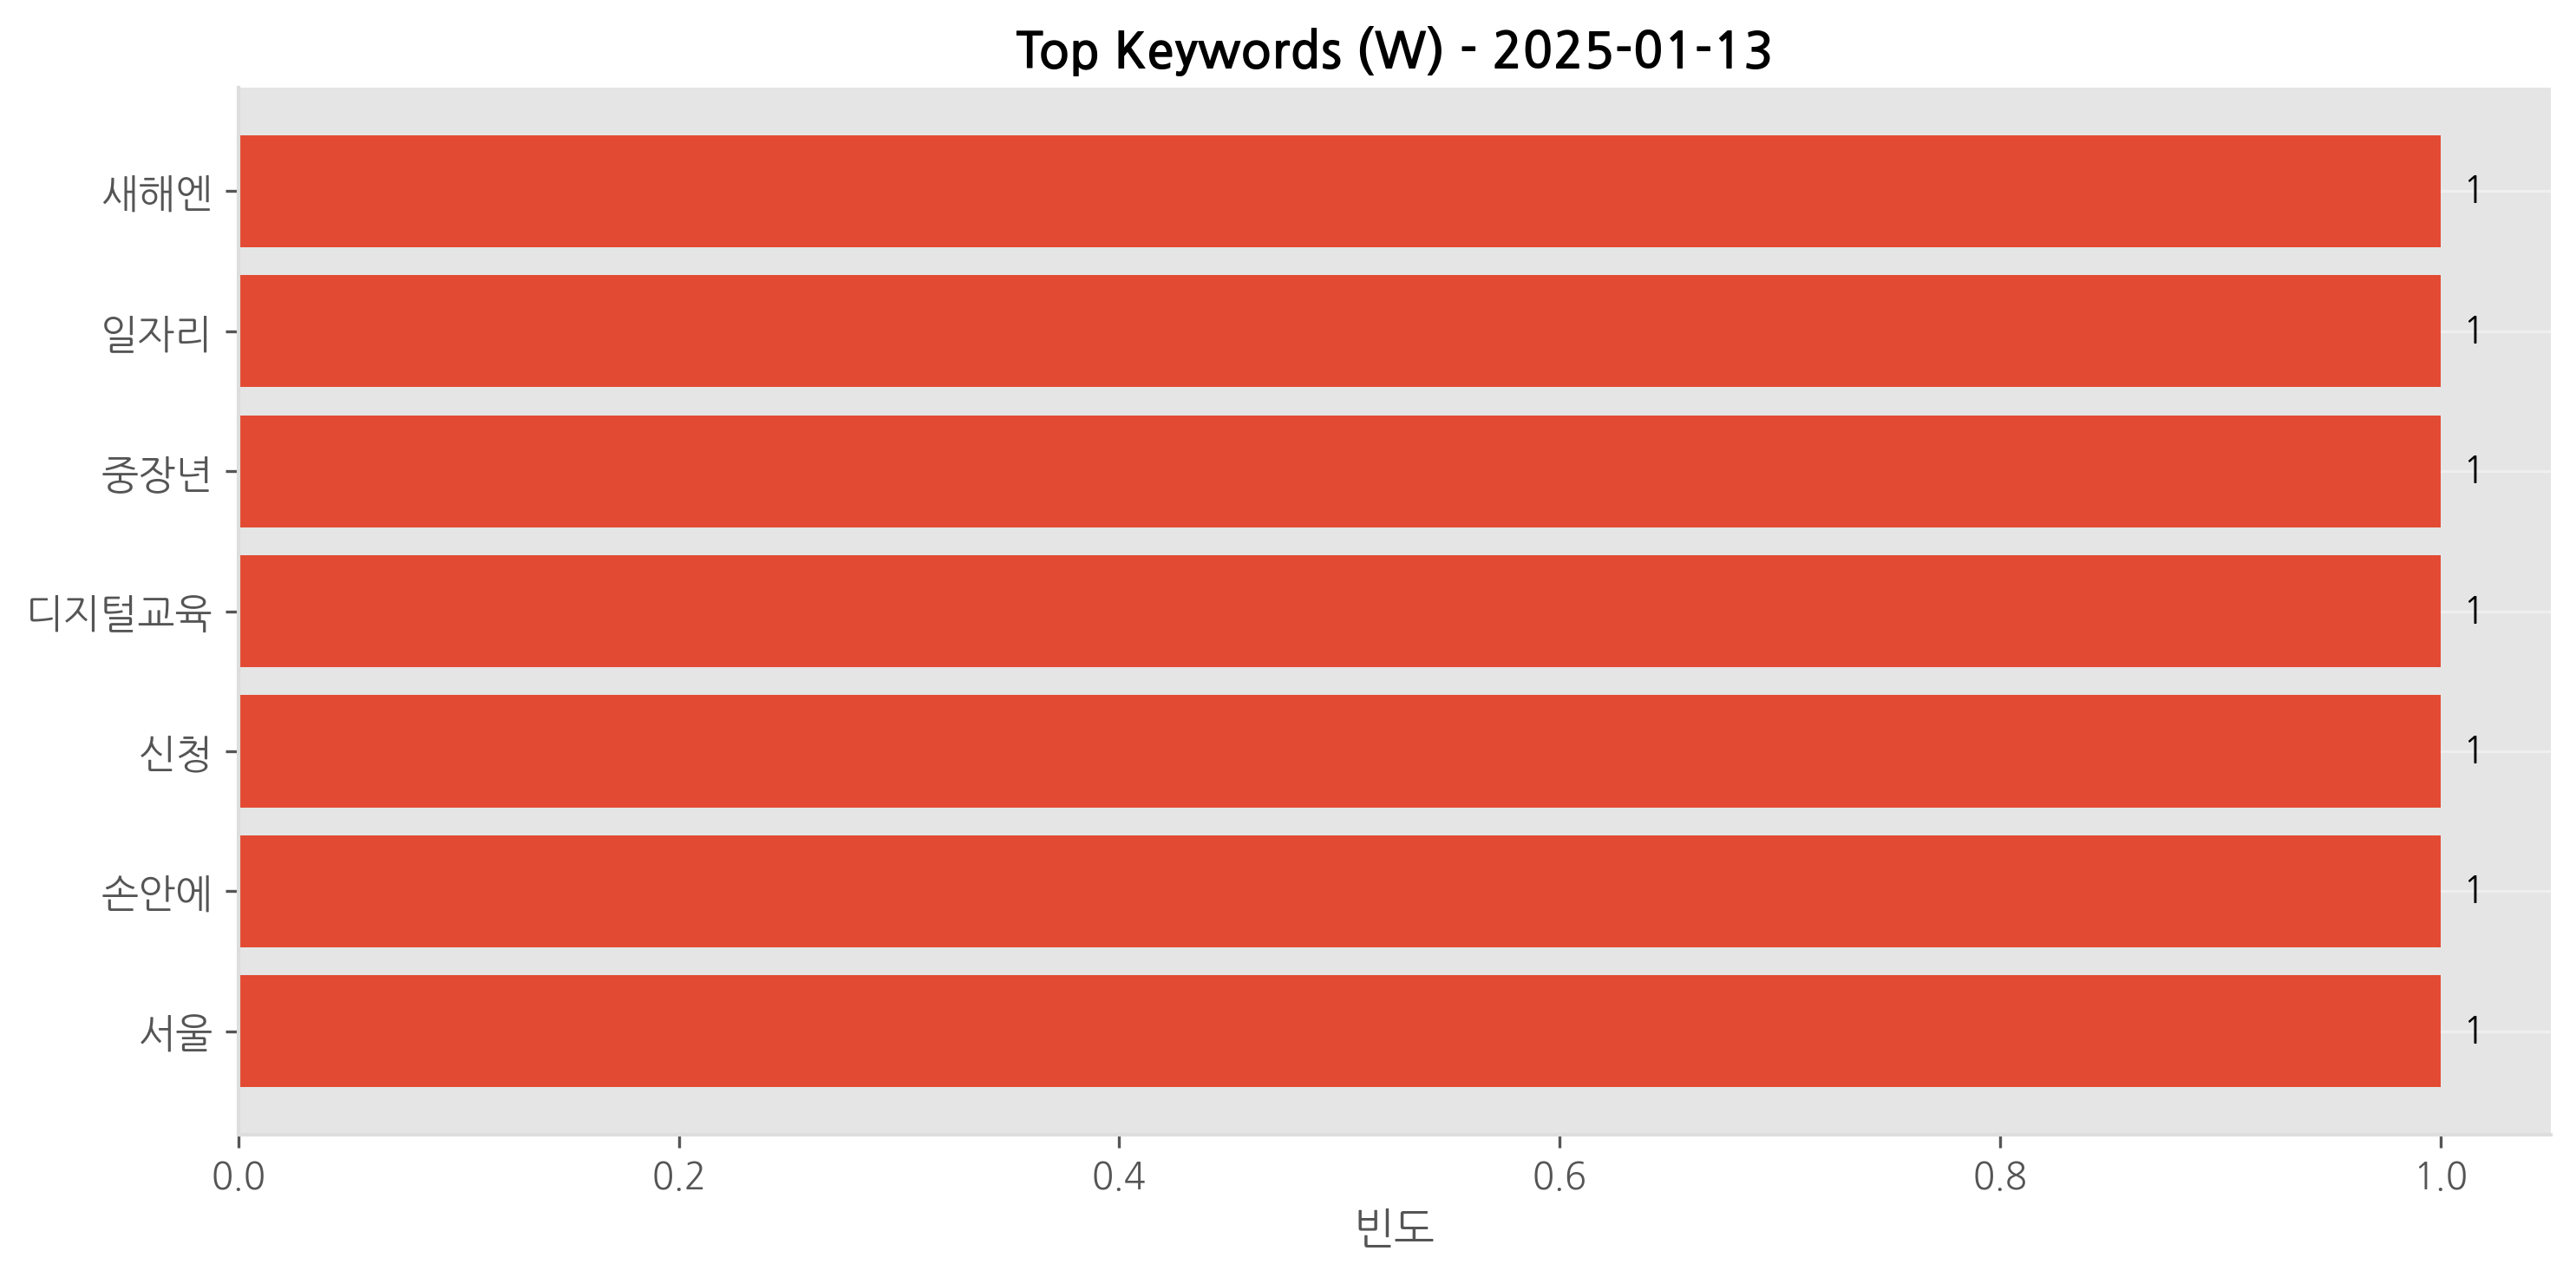 Top Keywords (W) - 2025-01-13
새해엔 1
일자리 1
중장년 1
디지털교육 1
신청 1
손안에 1
서울 1
0.0 0.2 0.4 0.6 0.8 1.0
빈도